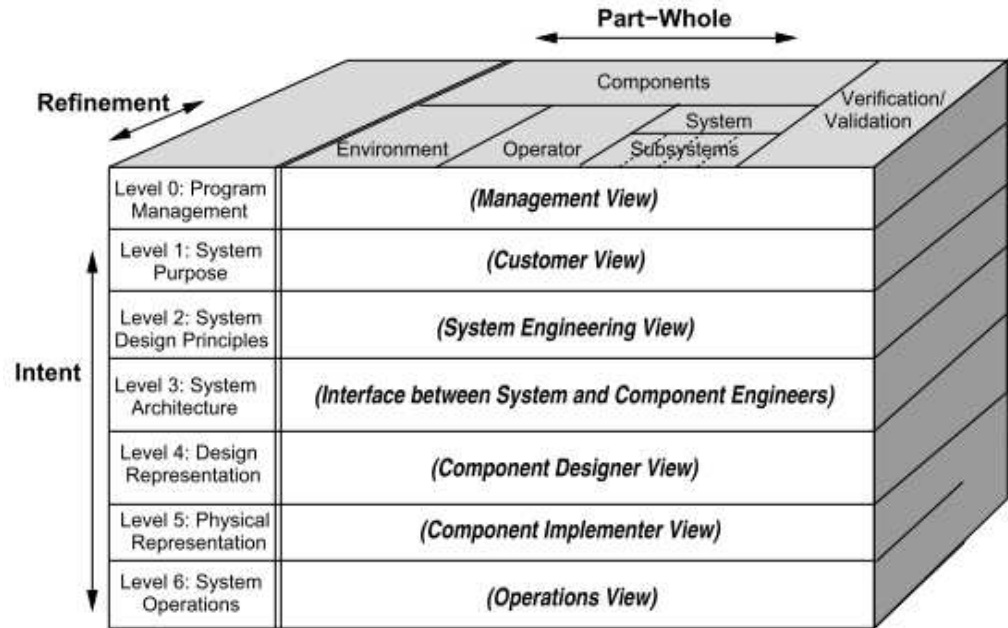 Part−Whole
Refinement
Components
Verification/
Validation
System
Environment
Operator
Subsystems
Level 0: Program
Management
(Management View)
Level 1: System
Purpose
(Customer View)
Level 2: System
Design Principles
(System Engineering View)
Intent
Level 3: System
Architecture
(Interface between System and Component Engineers)
Level 4: Design
Representation
(Component Designer View)
Level 5: Physical
Representation
(Component Implementer View)
Level 6: System
Operations
(Operations View)